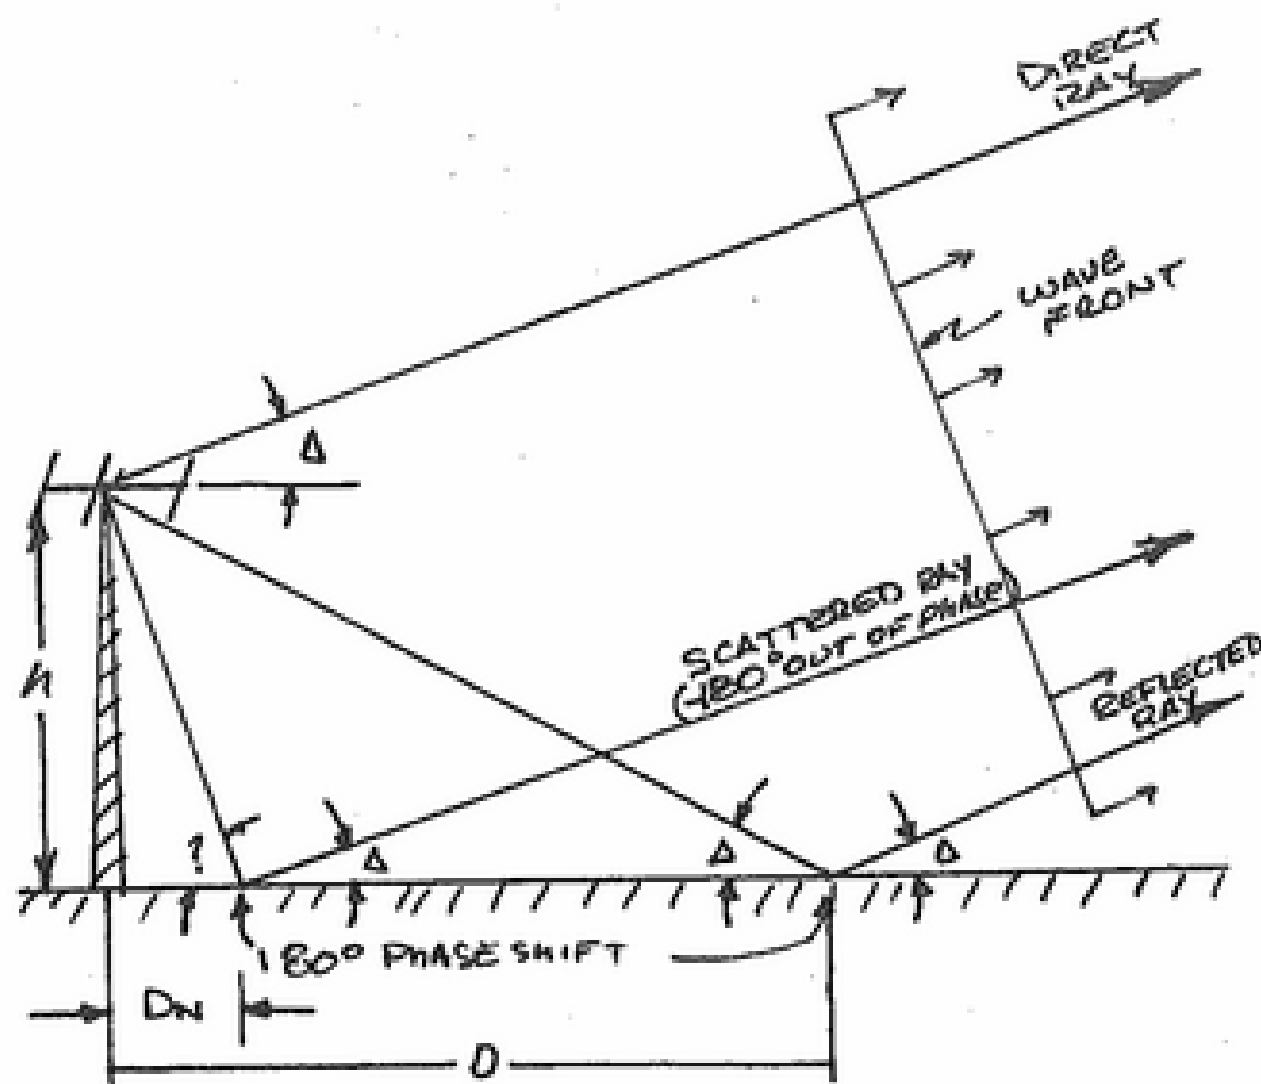 DIRECT
RAY
WAVE
FRONT
Δ
h
SCATTERED RAY
(180° OUT OF PHASE)
REFLECTED
RAY
?
Δ
Δ
Δ
180° PHASE SHIFT
DN
D